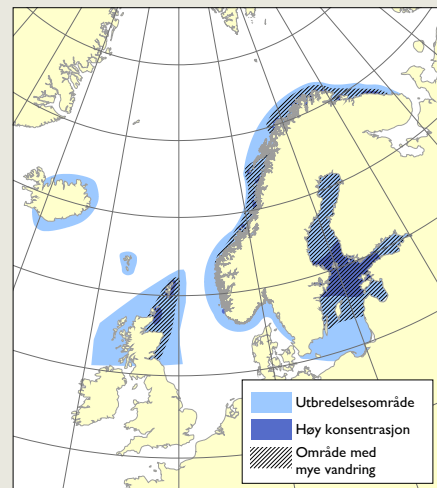 Utbredelsesområde
Høy konsentrasjon
Område med
mye vandring